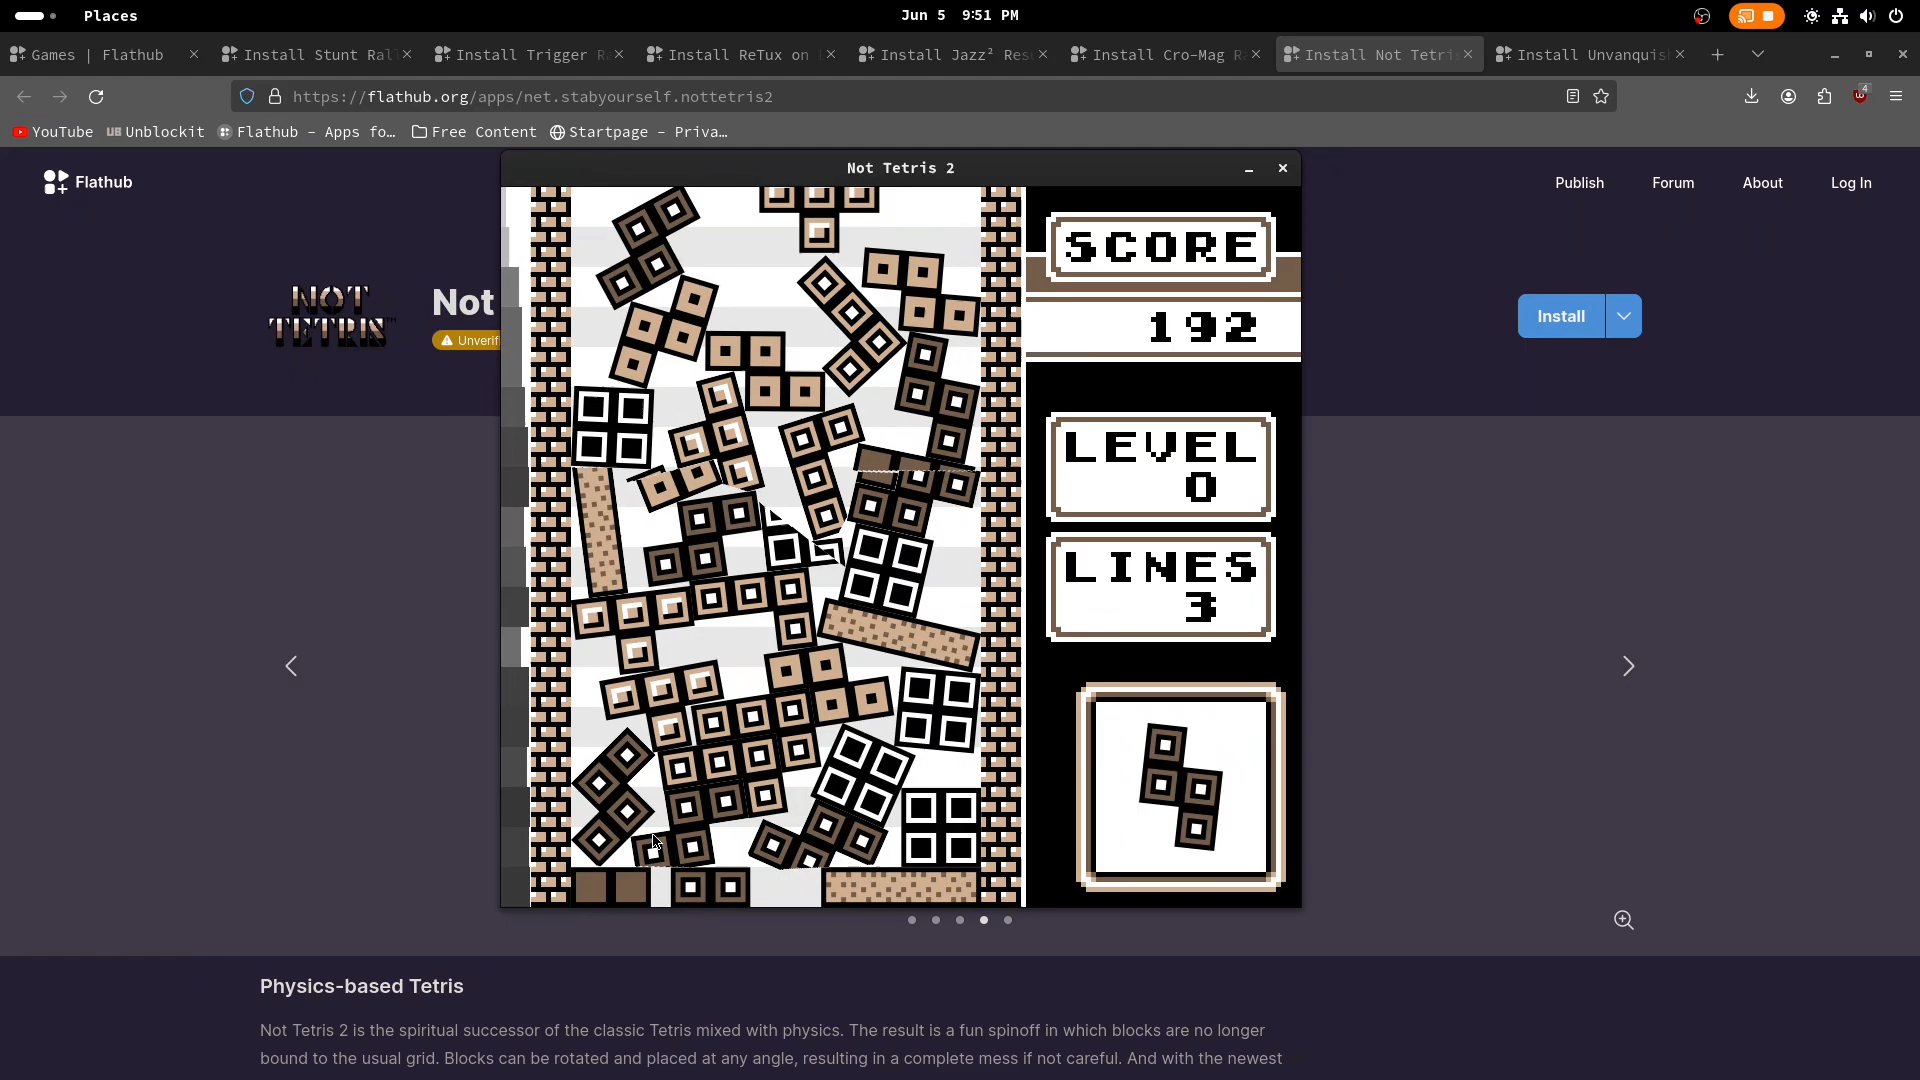 Places
Jun 5 9:51 PM
Games | Flathub
Install Stunt Ral
Install Trigger Ra
Install ReTux on
Install Jazz² Res
Install Cro-Mag Ra
Install Not Tetri
Install Unvanquis
https://flathub.org/apps/net.stabyourself.nottetris2
4
YouTube
Unblockit
Flathub – Apps fo…
Free Content
Startpage – Priva…
Flathub
Publish
Forum
About
Log In
Not Tetris 2
NOT
TETRIS
Not
Unverifi
Install
SCORE
192
LEVEL
0
LINES
3
Physics-based Tetris
Not Tetris 2 is the spiritual successor of the classic Tetris mixed with physics. The result is a fun spinoff in which blocks are no longer
bound to the usual grid. Blocks can be rotated and placed at any angle, resulting in a complete mess if not careful. And with the newest